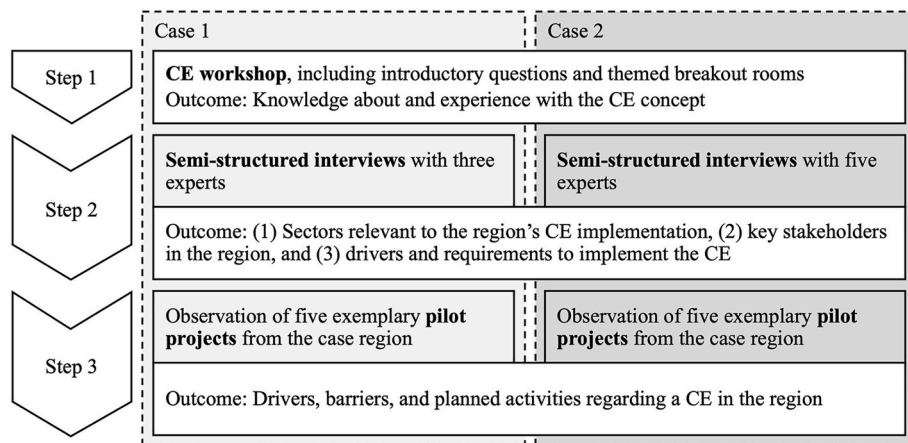 Case 1
Case 2
Step 1
CE workshop, including introductory questions and themed breakout rooms
Outcome: Knowledge about and experience with the CE concept
Step 2
Semi-structured interviews with three
experts
Semi-structured interviews with five
experts
Outcome: (1) Sectors relevant to the region's CE implementation, (2) key stakeholders
in the region, and (3) drivers and requirements to implement the CE
Step 3
Observation of five exemplary pilot
projects from the case region
Observation of five exemplary pilot
projects from the case region
Outcome: Drivers, barriers, and planned activities regarding a CE in the region